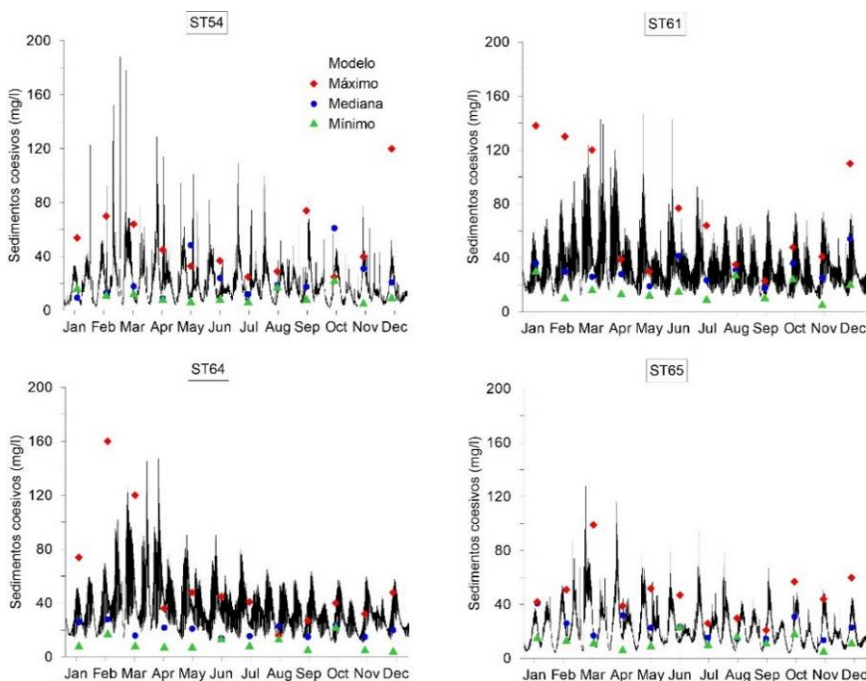 ST54
200
160
120
80
40
0
Sedimentos coesivos (mg/l)
Modelo
Máximo
Mediana
Mínimo
Jan Feb Mar Apr May Jun Jul Aug Sep Oct Nov Dec
ST61
200
160
120
80
40
0
Sedimentos coesivos (mg/l)
Jan Feb Mar Apr May Jun Jul Aug Sep Oct Nov Dec
ST64
200
160
120
80
40
0
Sedimentos coesivos (mg/l)
Jan Feb Mar Apr May Jun Jul Aug Sep Oct Nov Dec
ST65
200
160
120
80
40
0
Sedimentos coesivos (mg/l)
Jan Feb Mar Apr May Jun Jul Aug Sep Oct Nov Dec